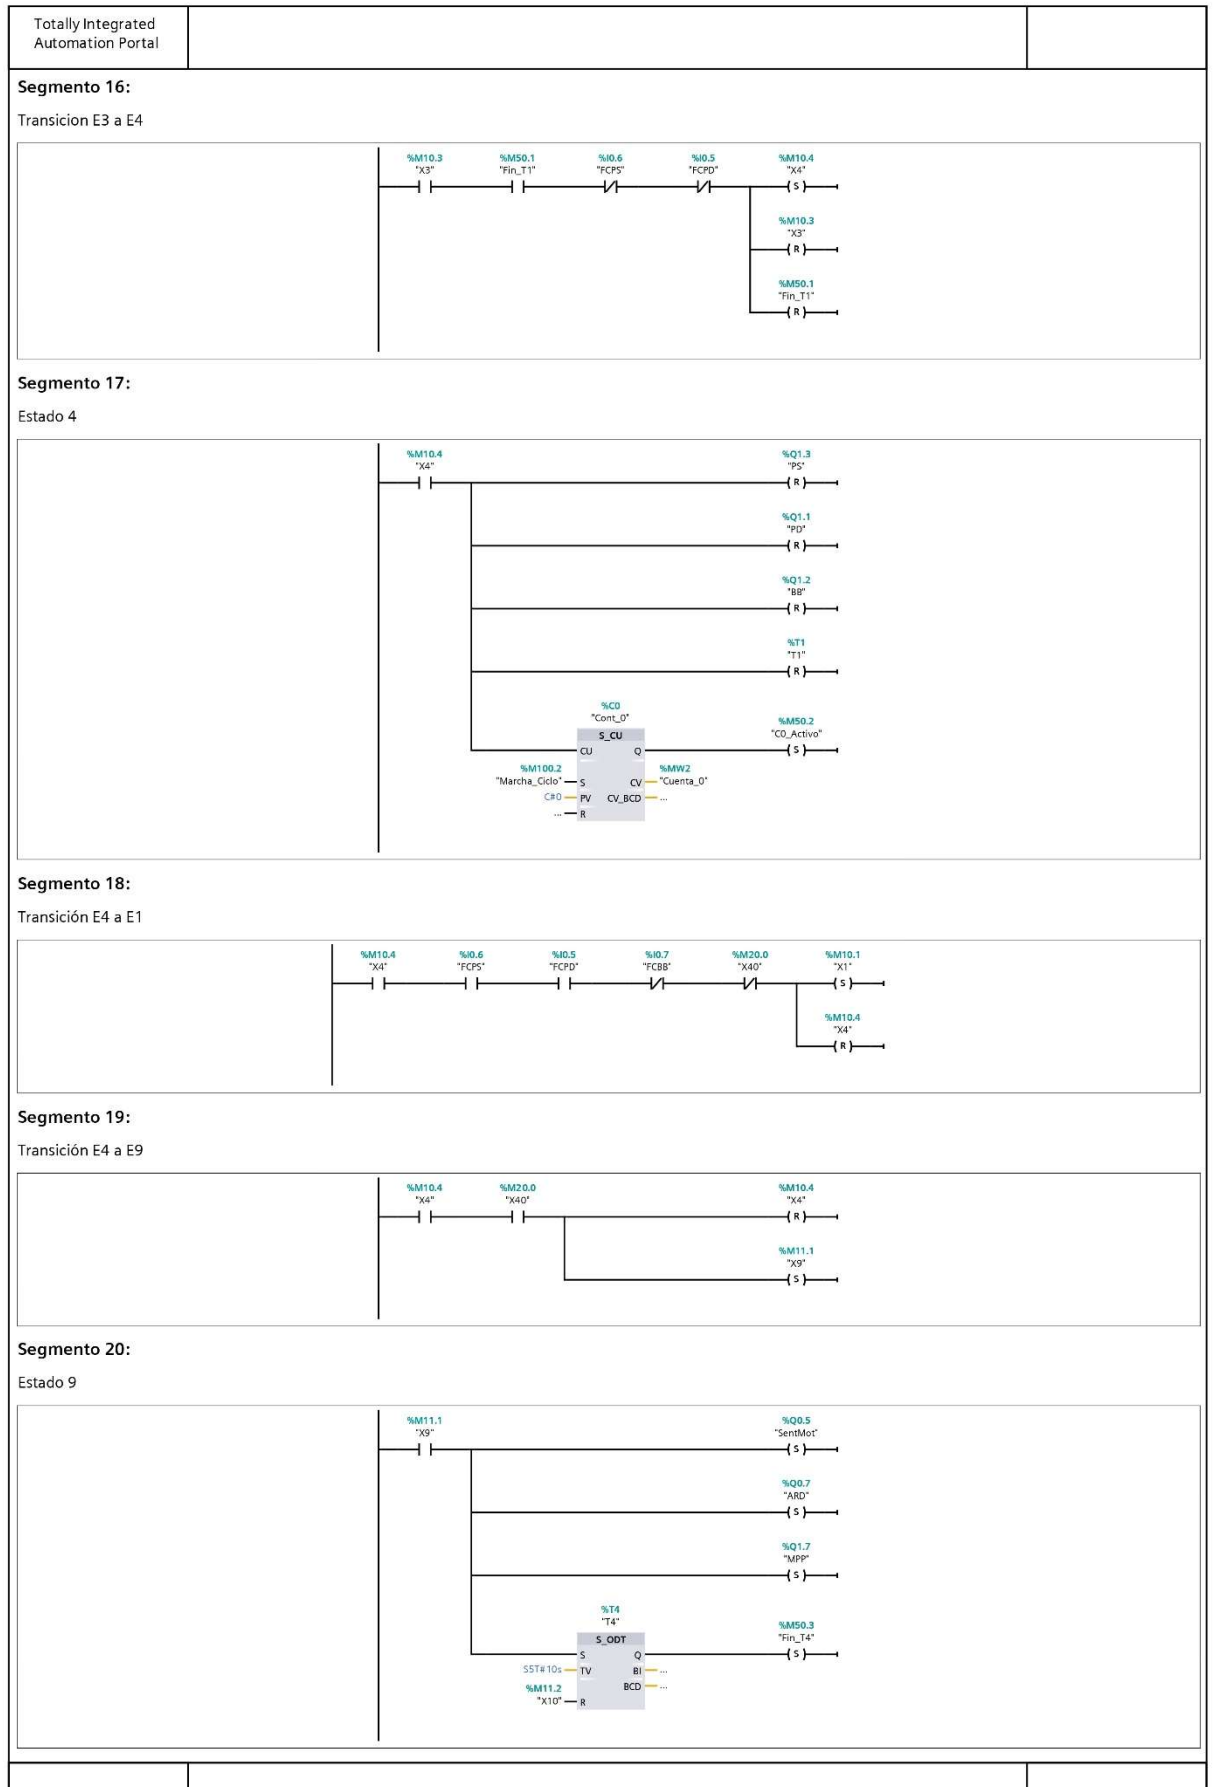 Totally Integrated
Automation Portal
Segmento 16:
Transicion E3 a E4
%M10.3 %M50.1 %I0.6 %I0.5 %M10.4
"X3" "Fin_T1" "FCPS" "FCPD" "X4"
S
%M10.3
"X3"
R
%M50.1
"Fin_T1"
R
Segmento 17:
Estado 4
%M10.4 %Q1.3
"X4" "PS"
R
%Q1.1
"PD"
R
%Q1.2
"BB"
R
%T1
"T1"
R
%C0
"Cont_0" %M50.2
S_CU "C0_Activo"
CU Q S
%M100.2 %MW2
"Marcha_Ciclo" S CV "Cuenta_0"
C#0 PV CV_BCD ...
... R
Segmento 18:
Transición E4 a E1
%M10.4 %I0.6 %I0.5 %I0.7 %M20.0 %M10.1
"X4" "FCPS" "FCPD" "FCBB" "X40" "X1"
S
%M10.4
"X4"
R
Segmento 19:
Transición E4 a E9
%M10.4 %M20.0 %M10.4
"X4" "X40" "X4"
R
%M11.1
"X9"
S
Segmento 20:
Estado 9
%M11.1 %Q0.5
"X9" "SentMot"
S
%Q0.7
"ARD"
S
%Q1.7
"MPP"
S
%T4
"T4" %M50.3
S_ODT "Fin_T4"
S Q S
S5T#10s TV BI ...
%M11.2 BCD ...
"X10" R